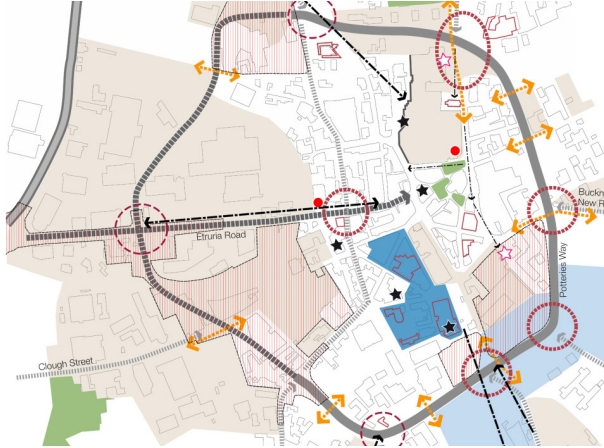 Buckn
New R
Etruria Road
Potteries Way
Clough Street